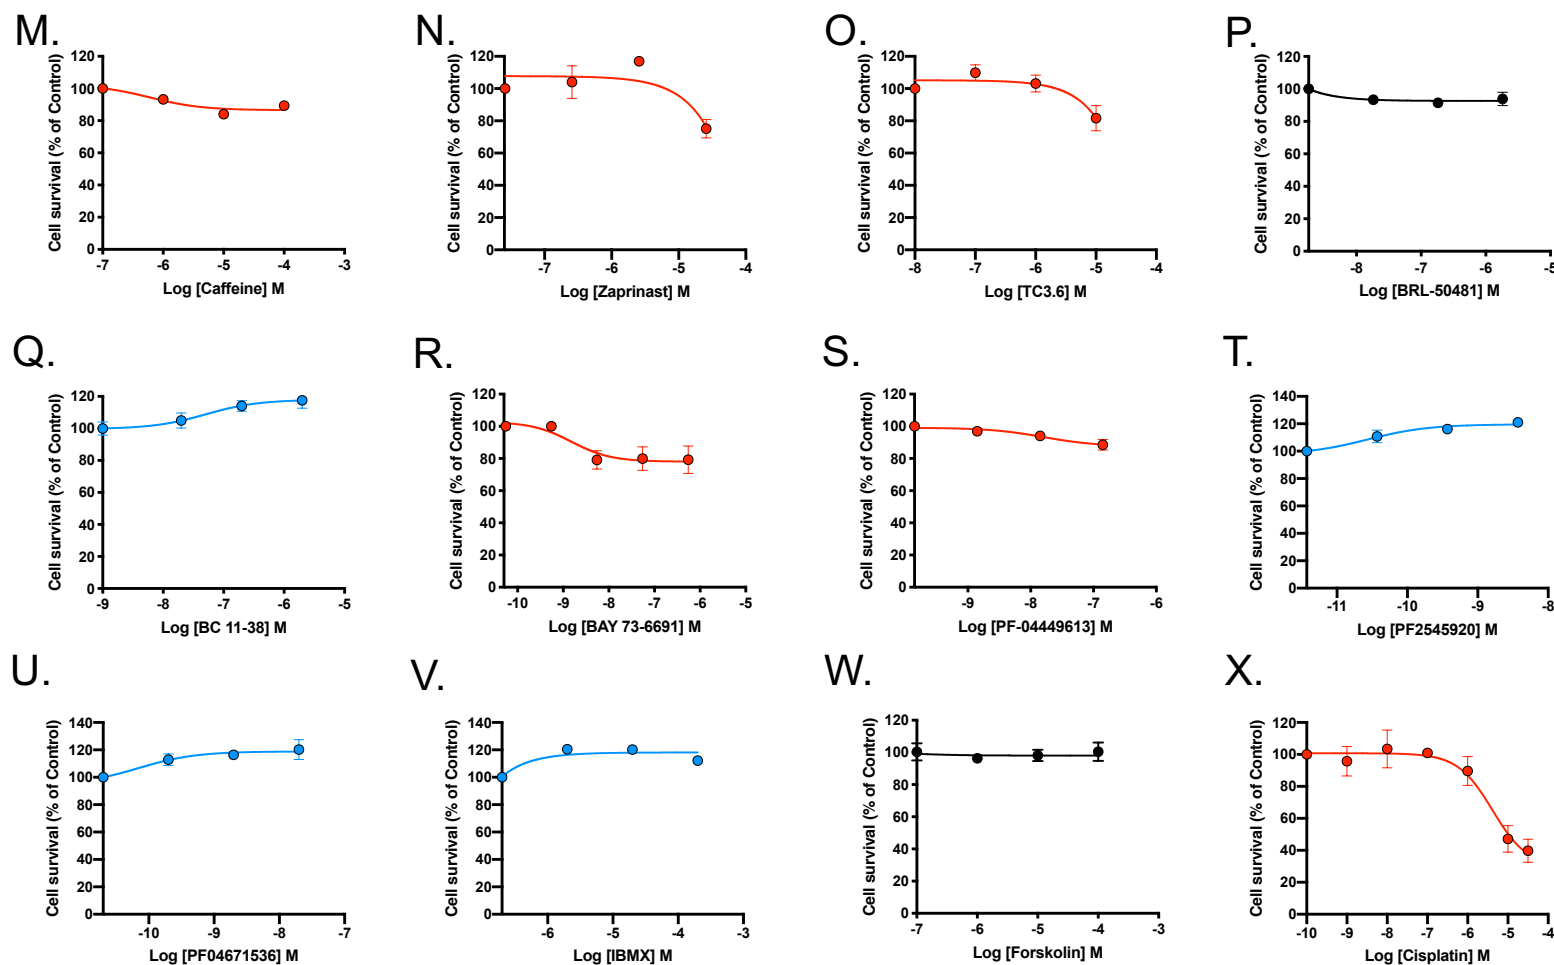 M.
Cell survival (% of Control)
120
100
80
60
40
20
0
-7 -6 -5 -4 -3
Log [Caffeine] M
N.
Cell survival (% of Control)
120
100
80
60
40
20
0
-7 -6 -5 -4
Log [Zaprinast] M
O.
Cell survival (% of Control)
120
100
80
60
40
20
0
-8 -7 -6 -5 -4
Log [TC3.6] M
P.
Cell survival (% of Control)
120
100
80
60
40
20
0
-8 -7 -6 -5
Log [BRL-50481] M
Q.
Cell survival (% of Control)
120
100
80
60
40
20
0
-9 -8 -7 -6 -5
Log [BC 11-38] M
R.
Cell survival (% of Control)
120
100
80
60
40
20
0
-10 -9 -8 -7 -6 -5
Log [BAY 73-6691] M
S.
Cell survival (% of Control)
120
100
80
60
40
20
0
-9 -8 -7 -6
Log [PF-04449613] M
T.
Cell survival (% of Control)
140
120
100
80
60
40
20
0
-11 -10 -9 -8
Log [PF2545920] M
U.
Cell survival (% of Control)
140
120
100
80
60
40
20
0
-10 -9 -8 -7
Log [PF04671536] M
V.
Cell survival (% of Control)
140
120
100
80
60
40
20
0
-6 -5 -4 -3
Log [IBMX] M
W.
Cell survival (% of Control)
120
100
80
60
40
20
0
-7 -6 -5 -4 -3
Log [Forskolin] M
X.
Cell survival (% of Control)
120
100
80
60
40
20
0
-10 -9 -8 -7 -6 -5 -4
Log [Cisplatin] M